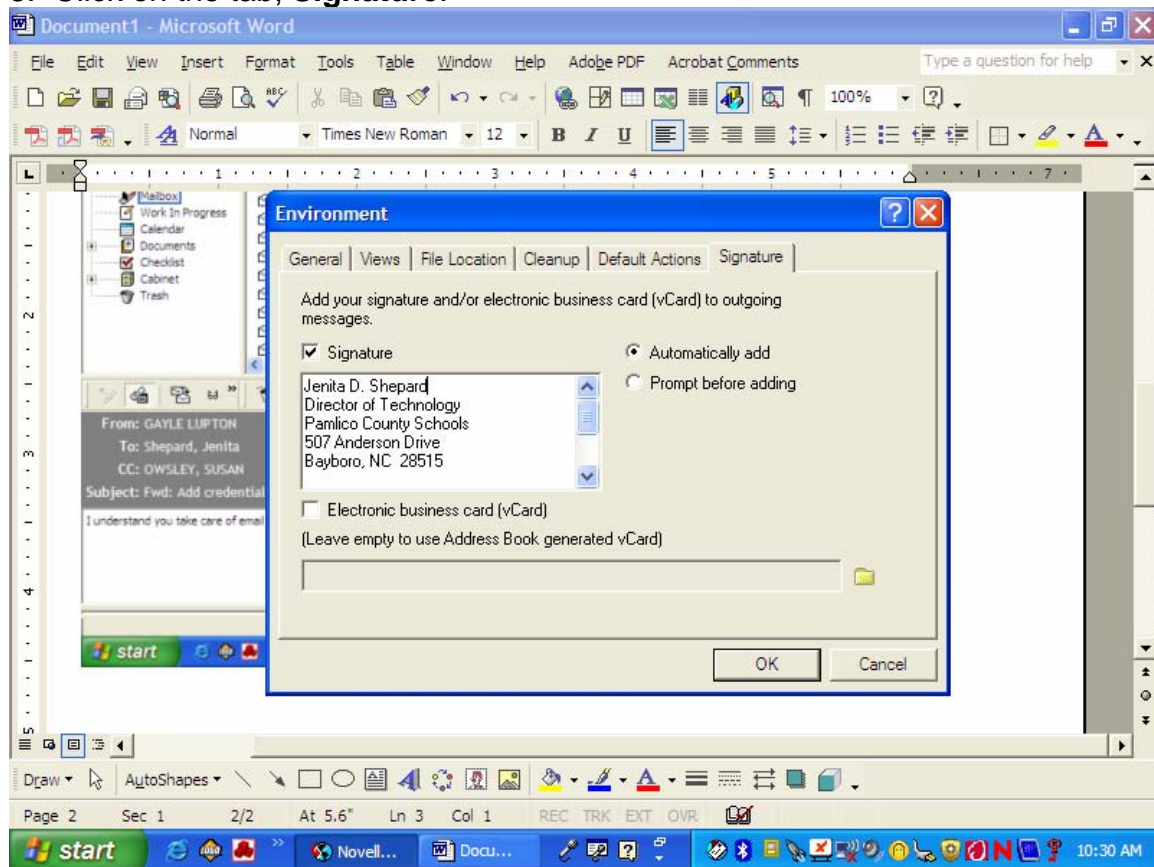 Click on the tab, Signature.
Document1 - Microsoft Word
File Edit View Insert Format Tools Table Window Help Adobe PDF Acrobat Comments Type a question for help
100%
Normal Times New Roman 12 B I U
1 2 3 4 5 7
Mailbox
Work In Progress
Calendar
Documents
Checklist
Cabinet
Trash
From: GAYLE LUPTON
To: Shepard, Jenita
CC: OWSLEY, SUSAN
Subject: Fwd: Add credential
I understand you take care of email
start
Environment
General Views File Location Cleanup Default Actions Signature
Add your signature and/or electronic business card (vCard) to outgoing
messages.
Signature
Automatically add
Prompt before adding
Jenita D. Shepard
Director of Technology
Pamlico County Schools
507 Anderson Drive
Bayboro, NC 28515
Electronic business card (vCard)
(Leave empty to use Address Book generated vCard)
OK Cancel
Draw AutoShapes
Page 2 Sec 1 2/2 At 5.6" Ln 3 Col 1 REC TRK EXT OVR
start Novell... Docu... 10:30 AM